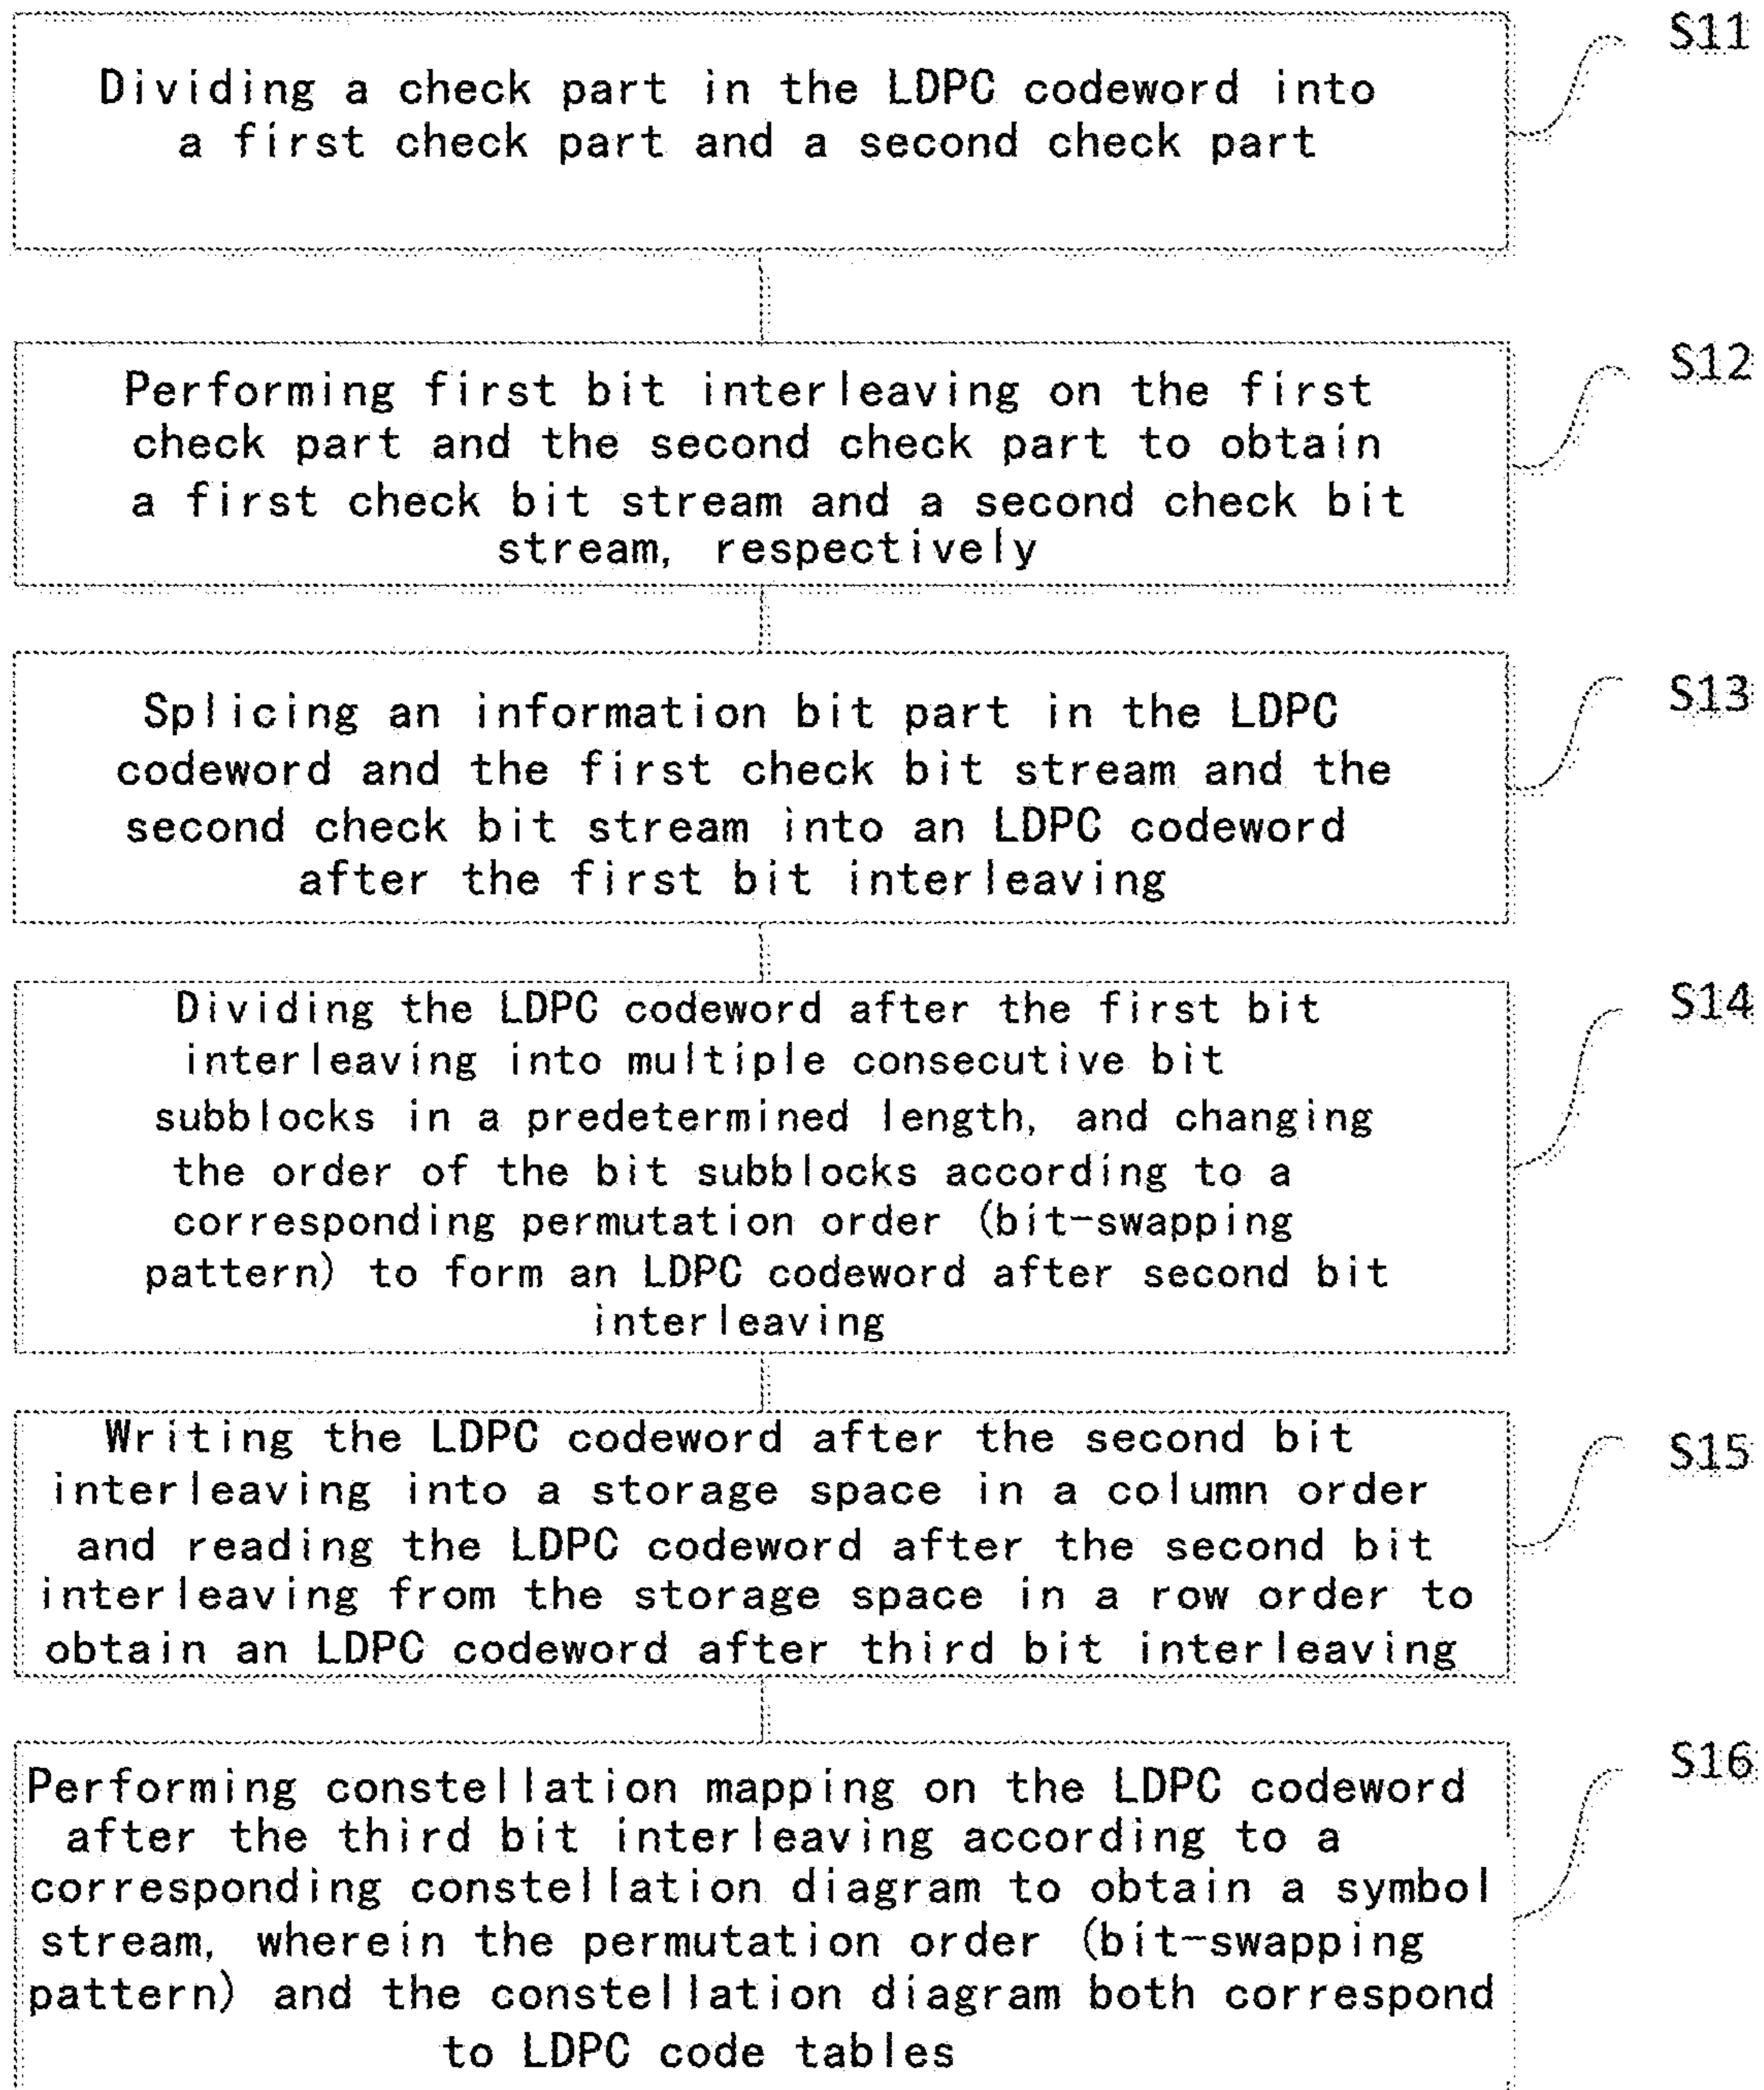 S11
Dividing a check part in the LDPC codeword into
a first check part and a second check part
S12
Performing first bit interleaving on the first
check part and the second check part to obtain
a first check bit stream and a second check bit
stream, respectively
S13
Splicing an information bit part in the LDPC
codeword and the first check bit stream and the
second check bit stream into an LDPC codeword
after the first bit interleaving
S14
Dividing the LDPC codeword after the first bit
interleaving into multiple consecutive bit
subblocks in a predetermined length, and changing
the order of the bit subblocks according to a
corresponding permutation order (bit-swapping
pattern) to form an LDPC codeword after second bit
interleaving
S15
Writing the LDPC codeword after the second bit
interleaving into a storage space in a column order
and reading the LDPC codeword after the second bit
interleaving from the storage space in a row order to
obtain an LDPC codeword after third bit interleaving
S16
Performing constellation mapping on the LDPC codeword
after the third bit interleaving according to a
corresponding constellation diagram to obtain a symbol
stream, wherein the permutation order (bit-swapping
pattern) and the constellation diagram both correspond
to LDPC code tables